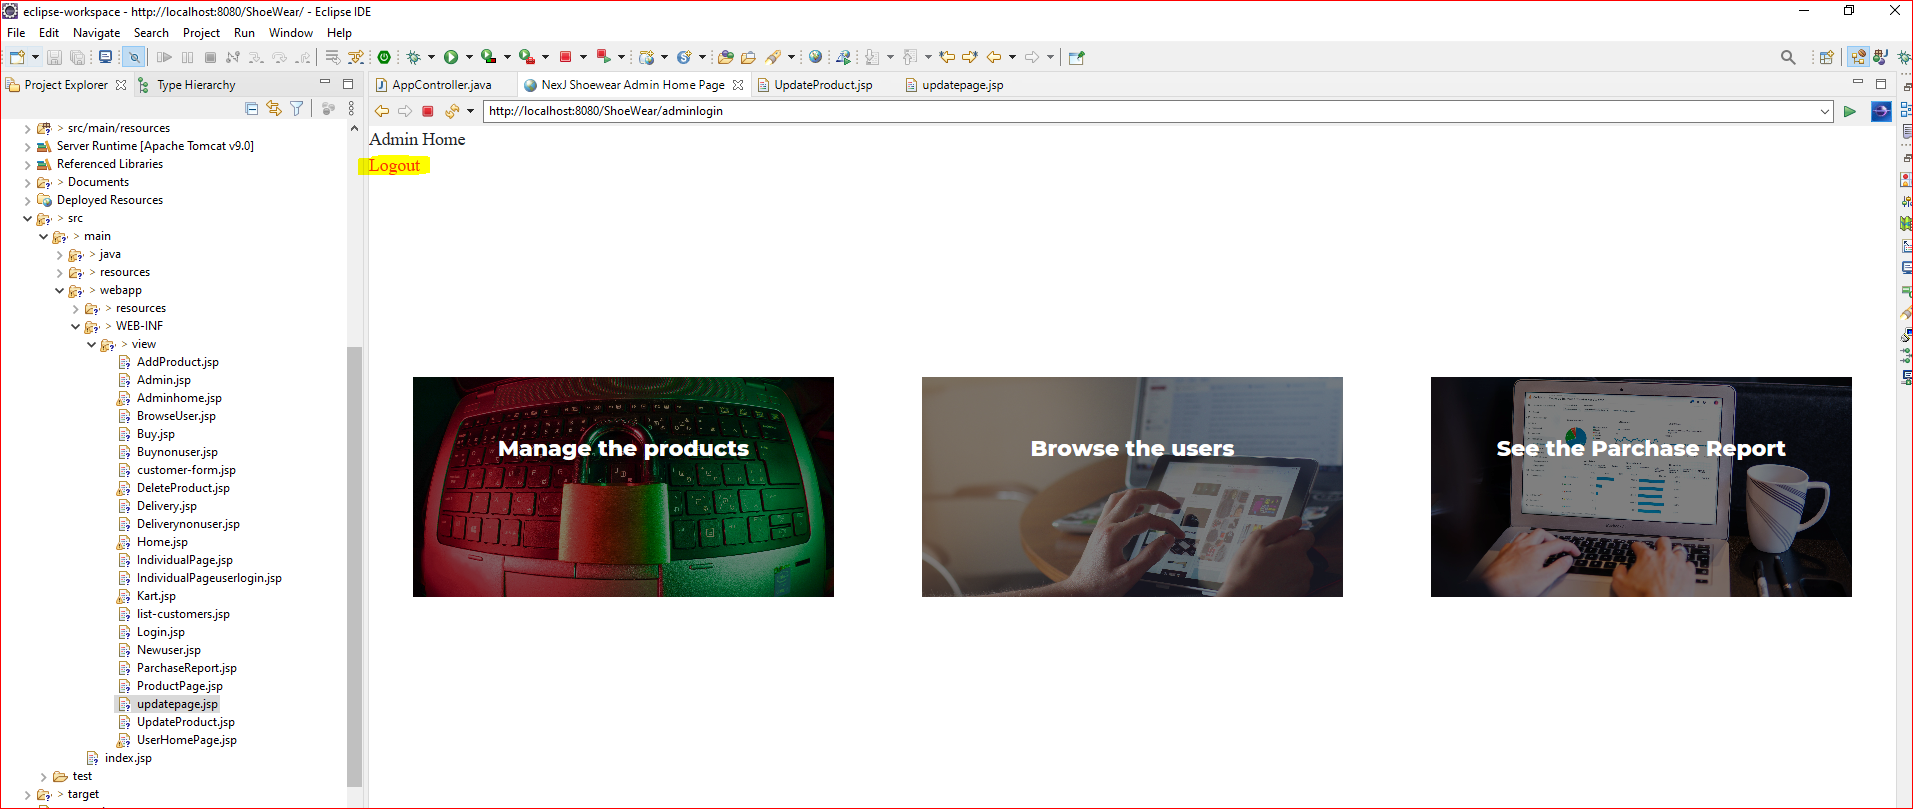 eclipse-workspace - http://localhost:8080/ShoeWear/ - Eclipse IDE
File Edit Navigate Search Project Run Window Help
Project Explorer Type Hierarchy
AppController.java NexJ Shoewear Admin Home Page UpdateProduct.jsp updatepage.jsp
http://localhost:8080/ShoeWear/adminlogin
> src/main/resources
Server Runtime [Apache Tomcat v9.0]
Referenced Libraries
> Documents
Deployed Resources
> src
> main
> java
> resources
> webapp
> resources
> WEB-INF
> view
AddProduct.jsp
Admin.jsp
Adminhome.jsp
BrowseUser.jsp
Buy.jsp
Buynonuser.jsp
customer-form.jsp
DeleteProduct.jsp
Delivery.jsp
Deliverynonuser.jsp
Home.jsp
IndividualPage.jsp
IndividualPageuserlogin.jsp
Kart.jsp
list-customers.jsp
Login.jsp
Newuser.jsp
ParchaseReport.jsp
ProductPage.jsp
updatepage.jsp
UpdateProduct.jsp
UserHomePage.jsp
index.jsp
test
> target
Admin Home
Logout
Manage the products
Browse the users
See the Parchase Report